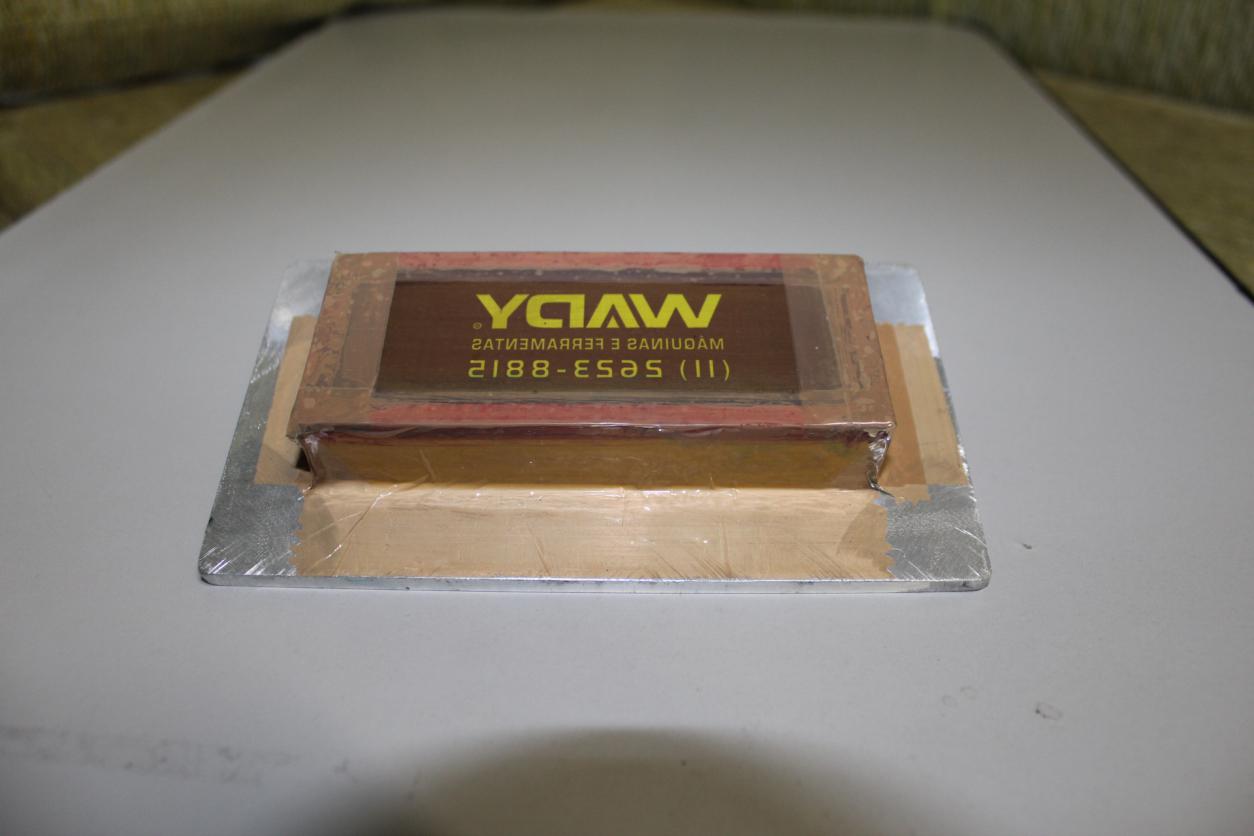 WADY
MÁQUINAS E FERRAMENTAS
(11) 2623-8815